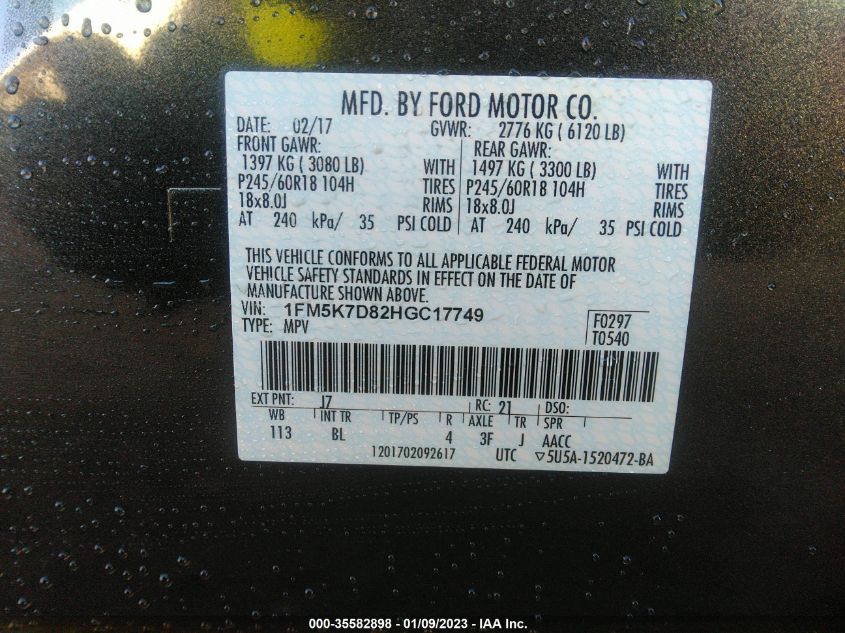 MFD. BY FORD MOTOR CO.
DATE: 02/17 GVWR: 2776 KG ( 6120 LB)
FRONT GAWR: REAR GAWR:
1397 KG ( 3080 LB) WITH 1497 KG ( 3300 LB) WITH
P245/60R18 104H TIRES P245/60R18 104H TIRES
18x8.0J RIMS 18x8.0J RIMS
AT 240 kPa/ 35 PSI COLD AT 240 kPa/ 35 PSI COLD
THIS VEHICLE CONFORMS TO ALL APPLICABLE FEDERAL MOTOR
VEHICLE SAFETY STANDARDS IN EFFECT ON THE DATE OF
MANUFACTURE SHOWN ABOVE.
VIN: 1FM5K7D82HGC17749 F0297
TYPE: MPV T0540
EXT PNT: J7 RC: 21 DSO:
WB INT TR TP/PS R AXLE TR SPR
113 BL 4 3F J AACC
1201702092617 UTC ▽5U5A-1520472-BA
000-35582898 - 01/09/2023 - IAA Inc.